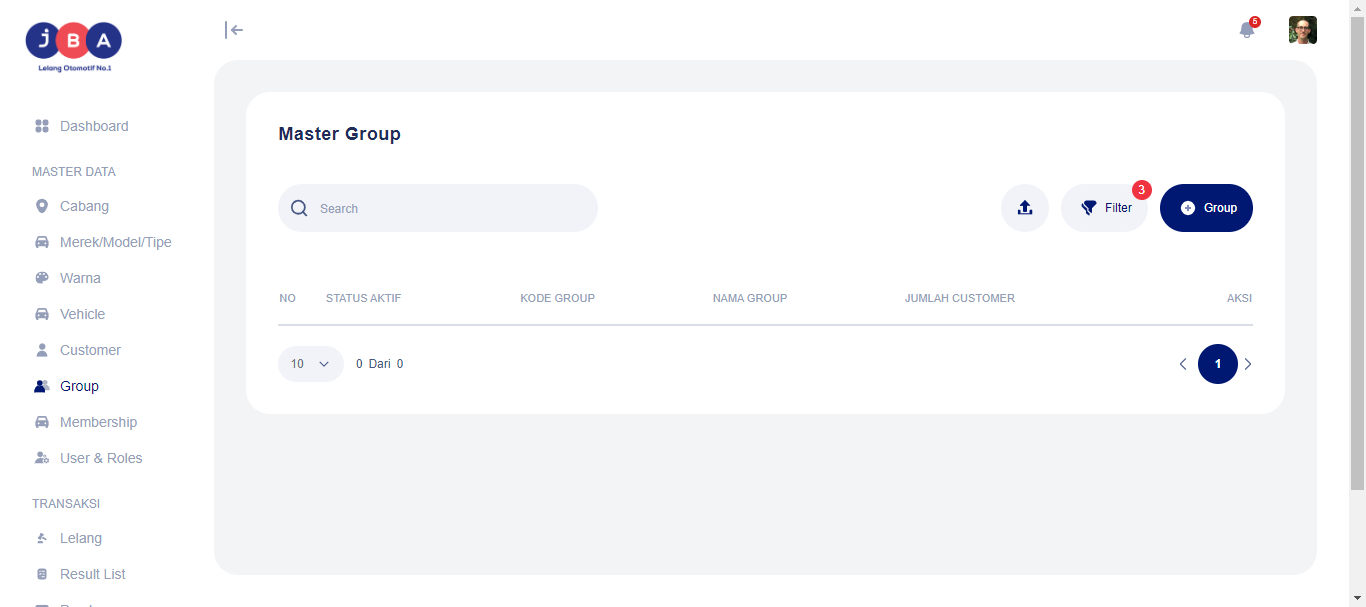 JBA
Lelang Otomotif No.1
5
Dashboard
MASTER DATA
Cabang
Merek/Model/Tipe
Warna
Vehicle
Customer
Group
Membership
User & Roles
TRANSAKSI
Lelang
Result List
Master Group
Search
Filter
3
Group
NO STATUS AKTIF KODE GROUP NAMA GROUP JUMLAH CUSTOMER AKSI
10 0 Dari 0
1